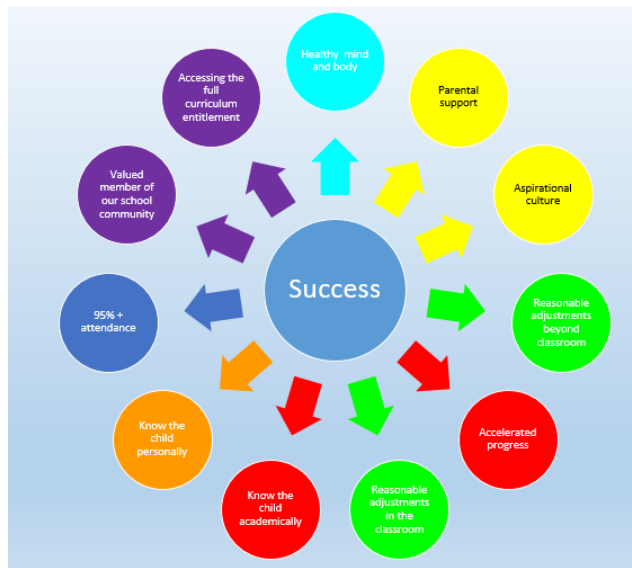 Healthy mind
and body
Parental
support
Aspirational
culture
Reasonable
adjustments
beyond
classroom
Accelerated
progress
Reasonable
adjustments
in the
classroom
Know the
child
academically
Know the
child
personally
95% +
attendance
Valued
member of
our school
community
Accessing the
full
curriculum
entitlement
Success